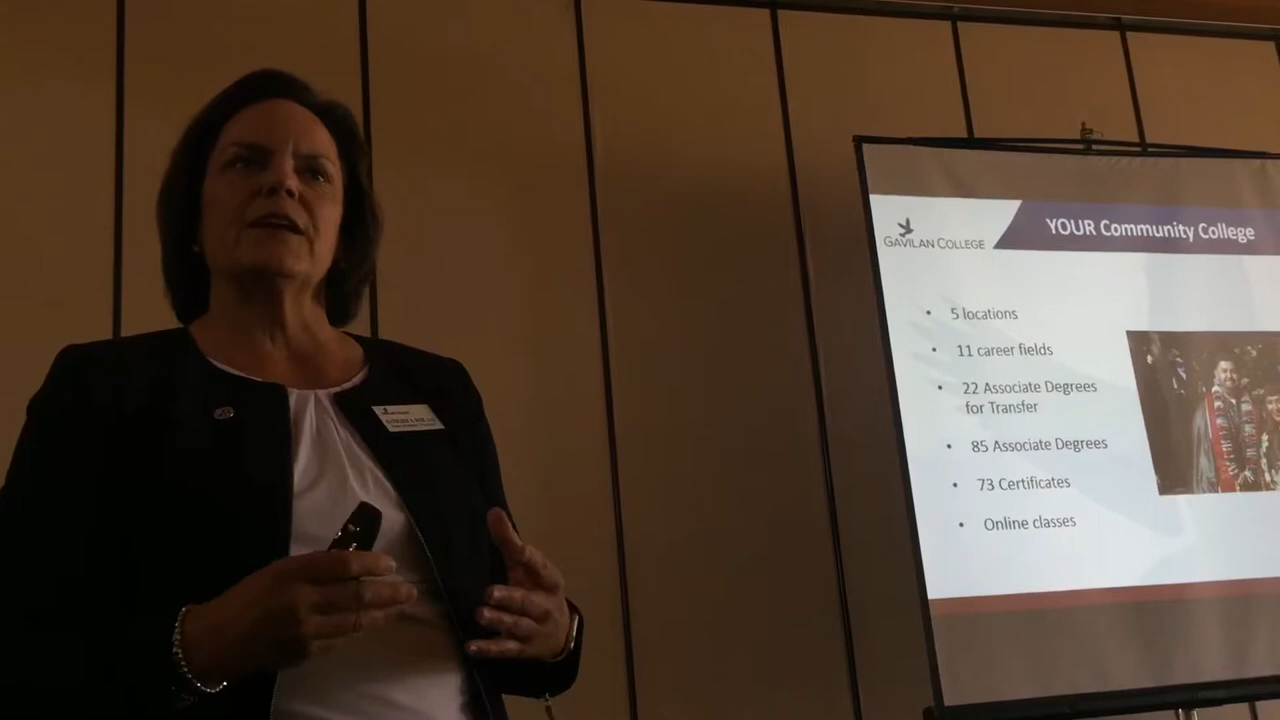 GAVILAN COLLEGE
YOUR Community College
• 5 locations
• 11 career fields
• 22 Associate Degrees
for Transfer
• 85 Associate Degrees
• 73 Certificates
• Online classes